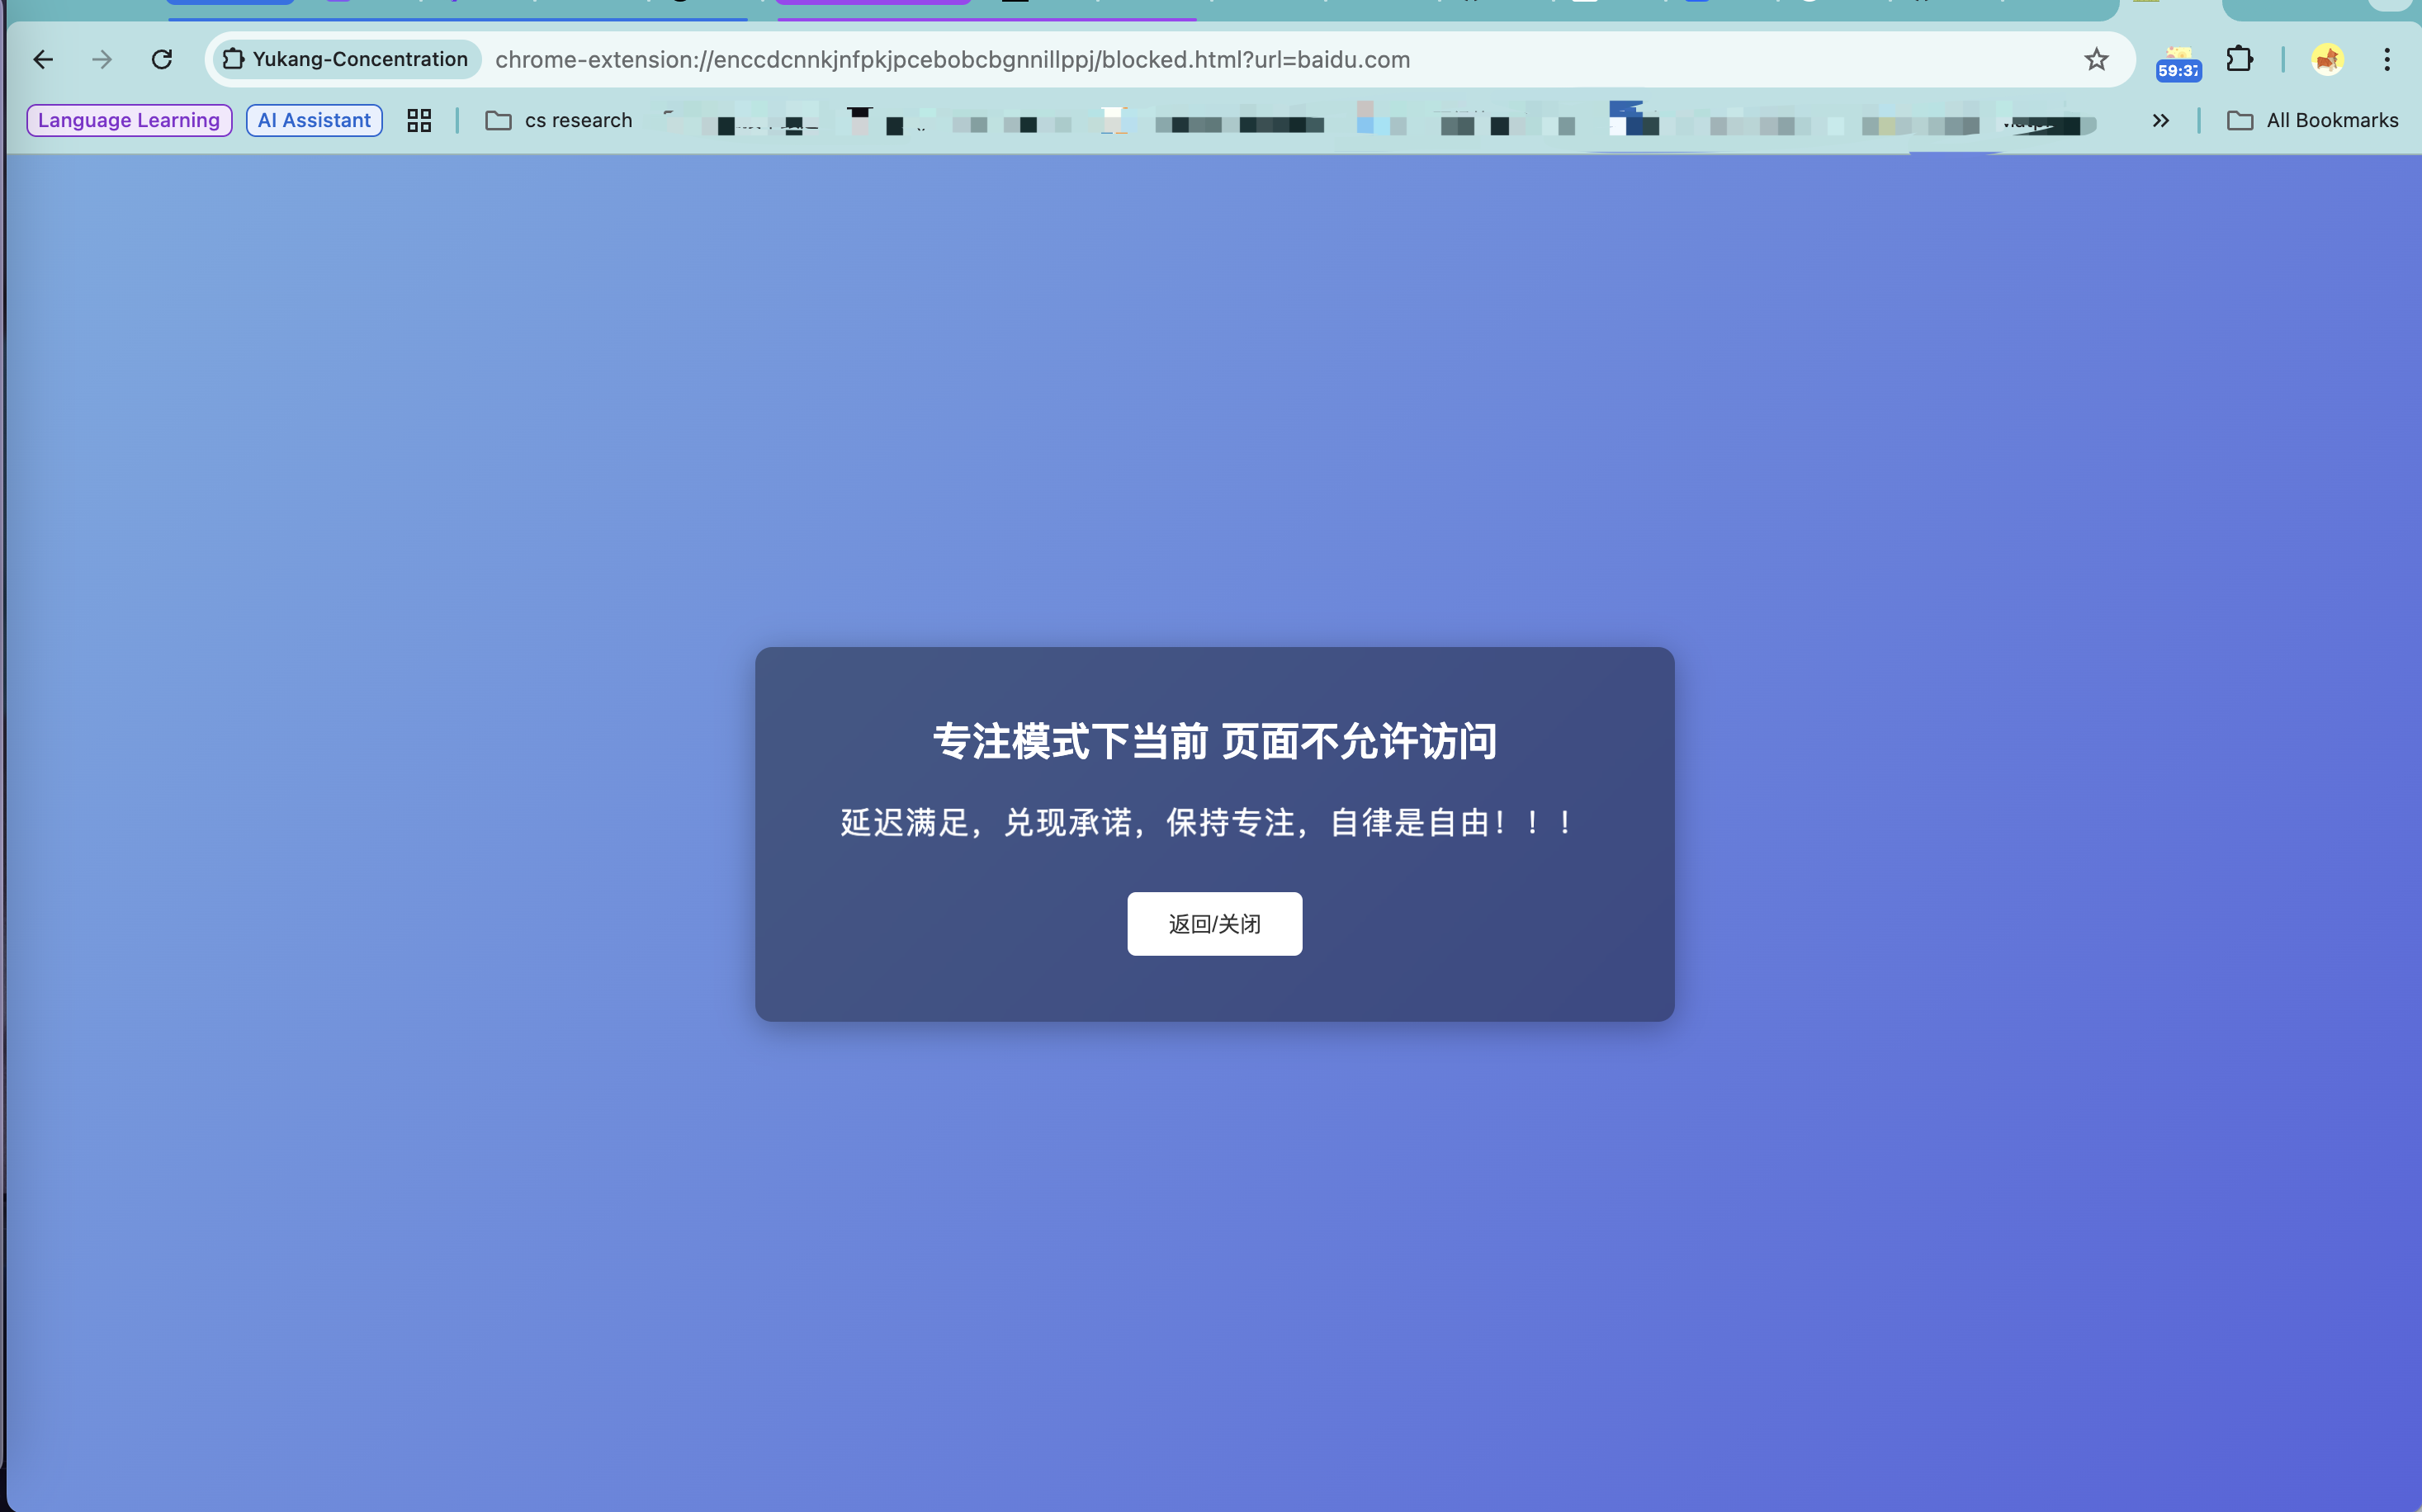 Yukang-Concentration chrome-extension://enccdcnnkjnfpkjpcebobcbgnnillppj/blocked.html?url=baidu.com
59:37
Language Learning AI Assistant cs research All Bookmarks
专注模式下当前 页面不允许访问
延迟满足，兑现承诺，保持专注，自律是自由！！！
返回/关闭